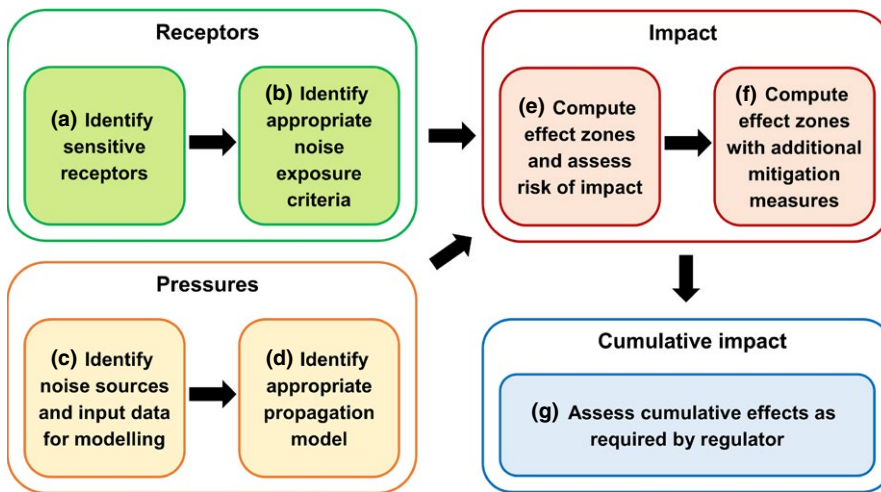 Receptors
(a) Identify
sensitive
receptors
(b) Identify
appropriate
noise
exposure
criteria
Impact
(e) Compute
effect zones
and assess
risk of impact
(f) Compute
effect zones
with additional
mitigation
measures
Pressures
(c) Identify
noise sources
and input data
for modelling
(d) Identify
appropriate
propagation
model
Cumulative impact
(g) Assess cumulative effects as
required by regulator